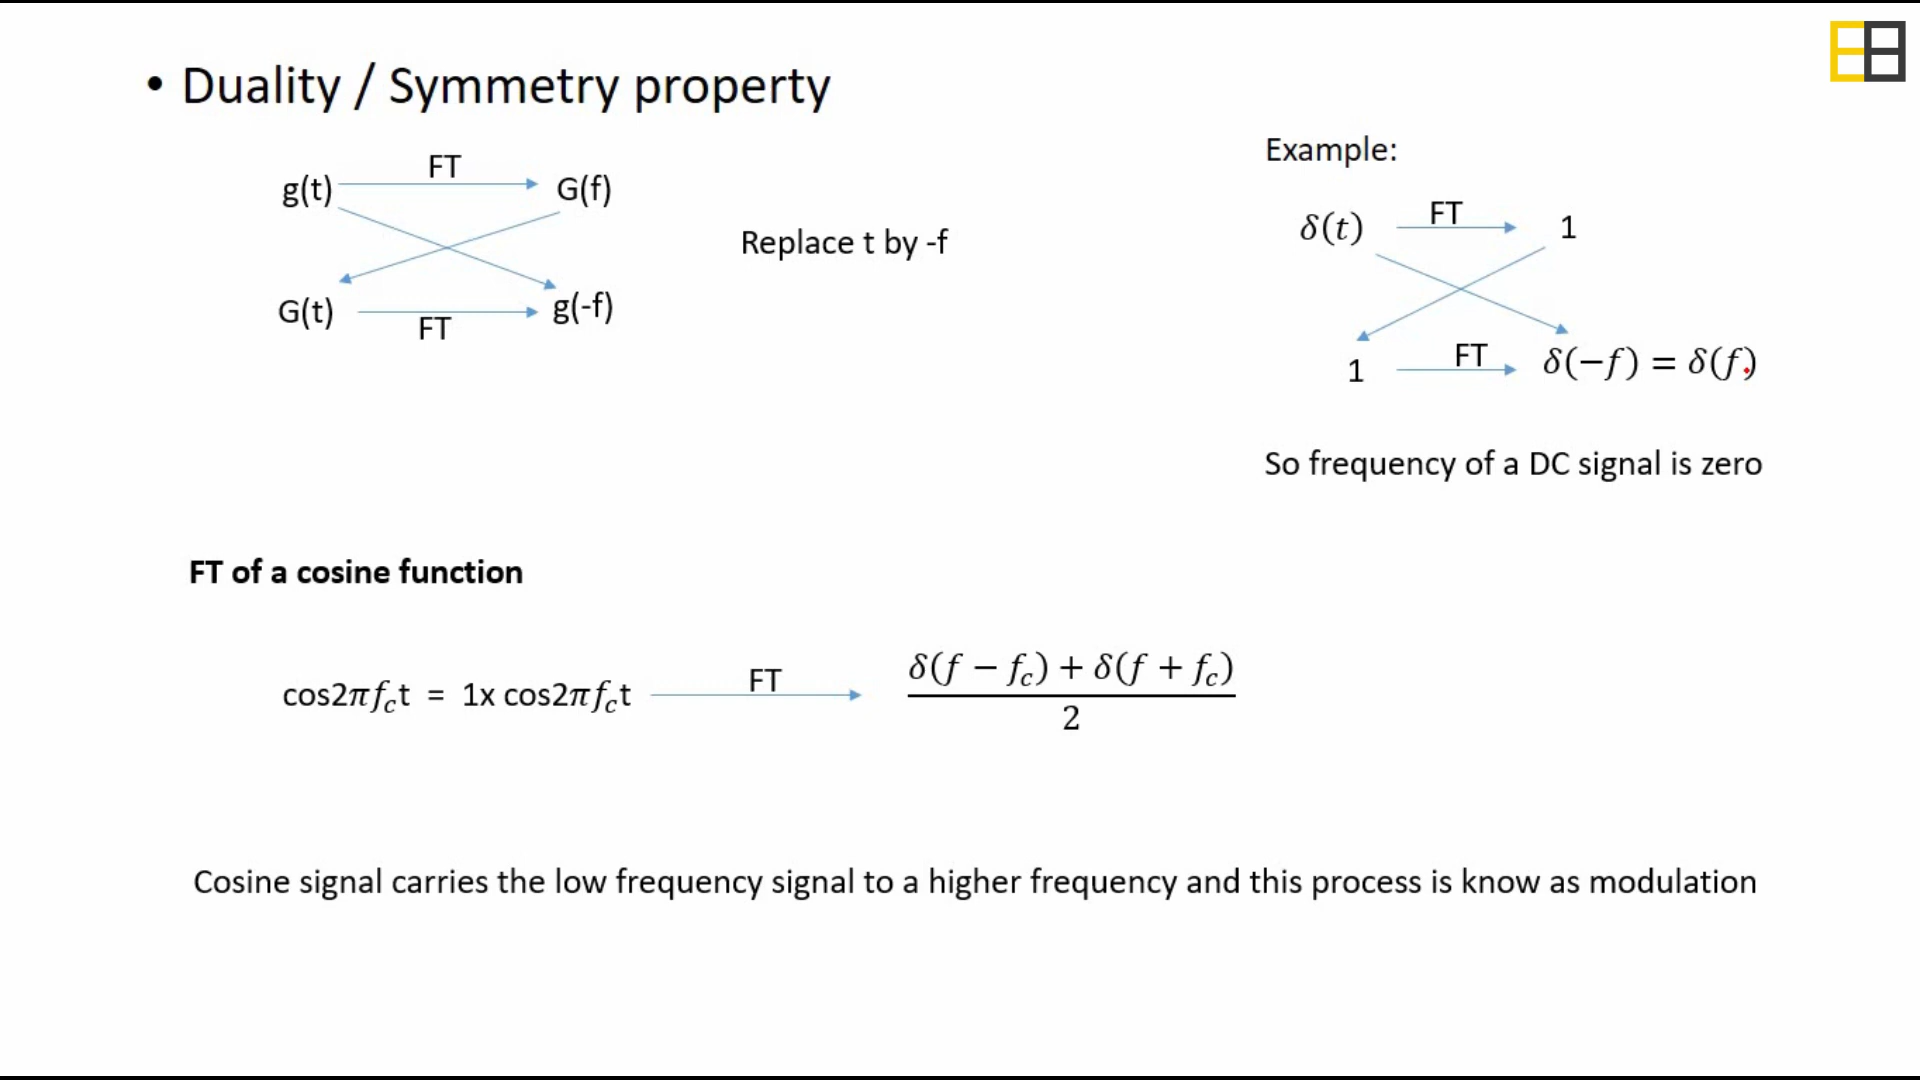 • Duality / Symmetry property
g(t) FT G(f)
G(t) FT g(-f)
Replace t by -f
Example:
δ(t) FT 1
1 FT δ(−f) = δ(f)
So frequency of a DC signal is zero
FT of a cosine function
cos2πf_ct = 1x cos2πf_ct FT δ(f − f_c) + δ(f + f_c)
2
Cosine signal carries the low frequency signal to a higher frequency and this process is know as modulation